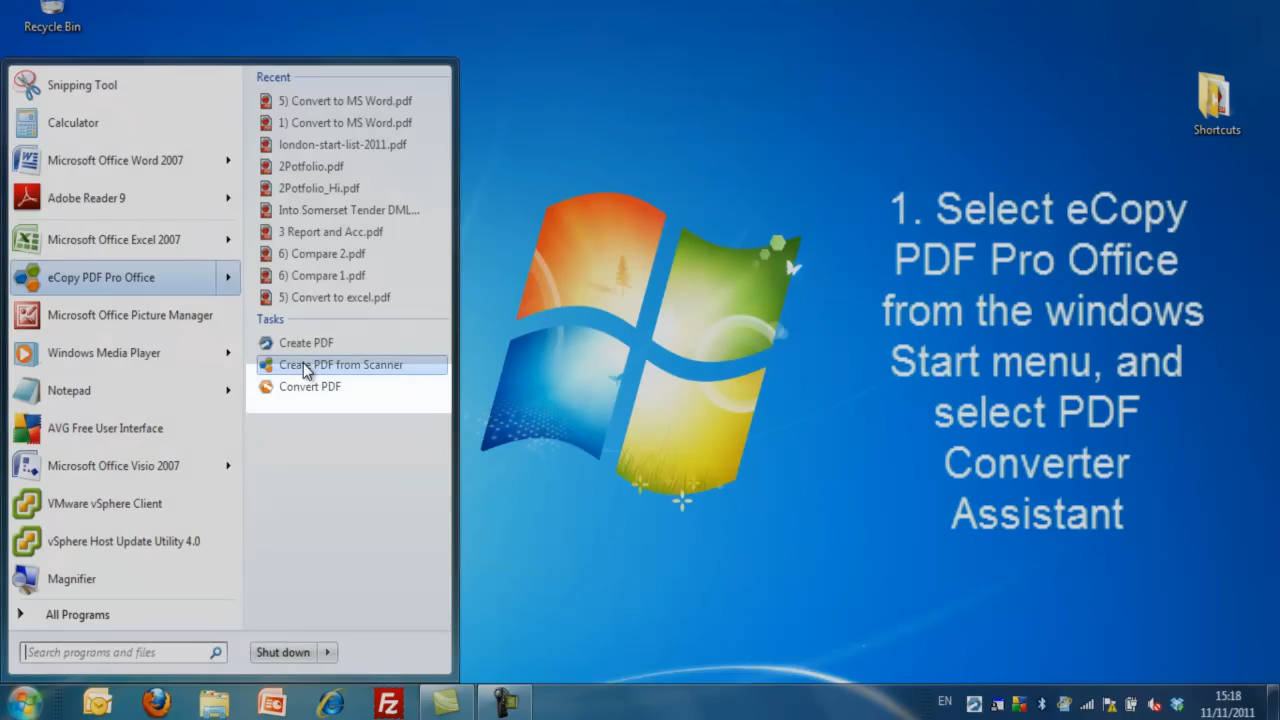 Recycle Bin
Snipping Tool
Calculator
Microsoft Office Word 2007
Adobe Reader 9
Microsoft Office Excel 2007
eCopy PDF Pro Office
Microsoft Office Picture Manager
Windows Media Player
Notepad
AVG Free User Interface
Microsoft Office Visio 2007
VMware vSphere Client
vSphere Host Update Utility 4.0
Magnifier
All Programs
Search programs and files
Shut down
Recent
5) Convert to MS Word.pdf
1) Convert to MS Word.pdf
london-start-list-2011.pdf
2Potfolio.pdf
2Potfolio_Hi.pdf
Into Somerset Tender DML...
3 Report and Acc.pdf
6) Compare 2.pdf
6) Compare 1.pdf
5) Convert to excel.pdf
Tasks
Create PDF
Create PDF from Scanner
Convert PDF
Shortcuts
1. Select eCopy
PDF Pro Office
from the windows
Start menu, and
select PDF
Converter
Assistant
EN
15:18
11/11/2011